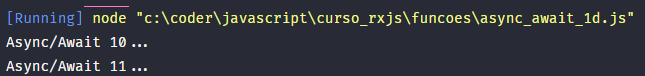 [Running] node "c:\coder\javascript\curso_rxjs\funcoes\async_await_1d.js"
Async/Await 10...
Async/Await 11...